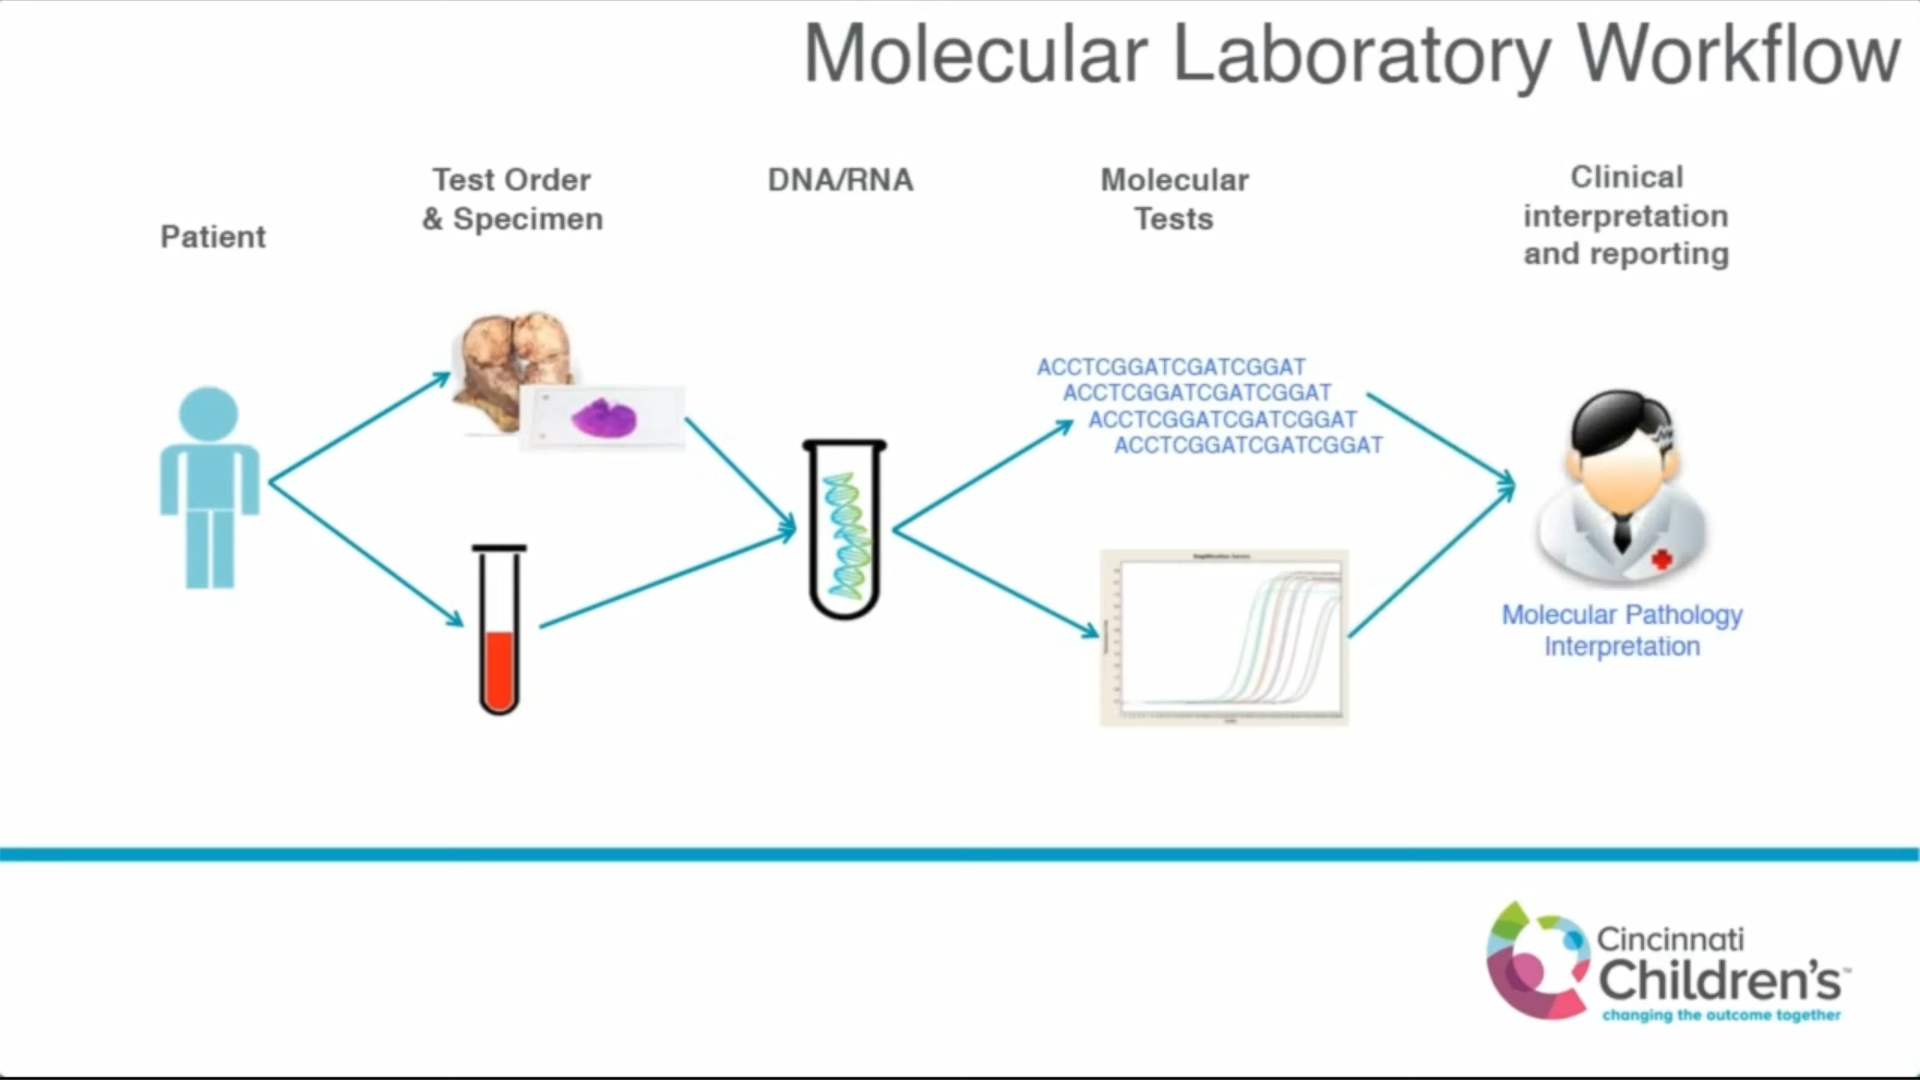 Molecular Laboratory Workflow
Patient
Test Order
& Specimen
DNA/RNA
Molecular
Tests
Clinical
interpretation
and reporting
ACCTCGGATCGATCGGAT
ACCTCGGATCGATCGGAT
ACCTCGGATCGATCGGAT
ACCTCGGATCGATCGGAT
Molecular Pathology
Interpretation
Cincinnati
Children's™
changing the outcome together